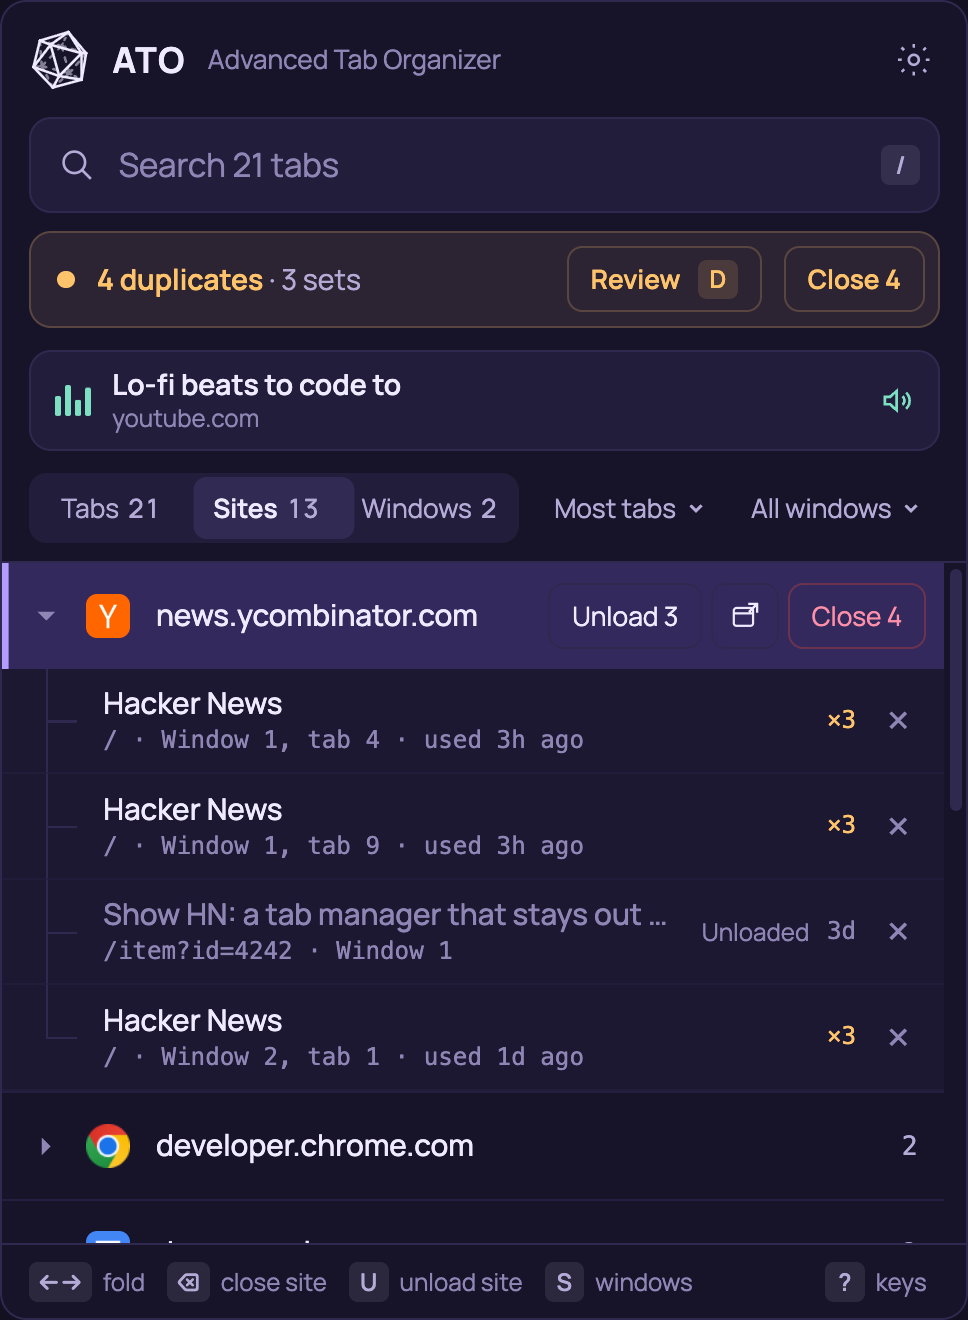 ATO Advanced Tab Organizer
Search 21 tabs /
4 duplicates · 3 sets Review D Close 4
Lo-fi beats to code to
youtube.com
Tabs 21 Sites 13 Windows 2 Most tabs All windows
Y news.ycombinator.com Unload 3 Close 4
Hacker News
/ · Window 1, tab 4 · used 3h ago ×3
Hacker News
/ · Window 1, tab 9 · used 3h ago ×3
Show HN: a tab manager that stays out ...
/item?id=4242 · Window 1 Unloaded 3d
Hacker News
/ · Window 2, tab 1 · used 1d ago ×3
developer.chrome.com 2
fold close site U unload site S windows ? keys